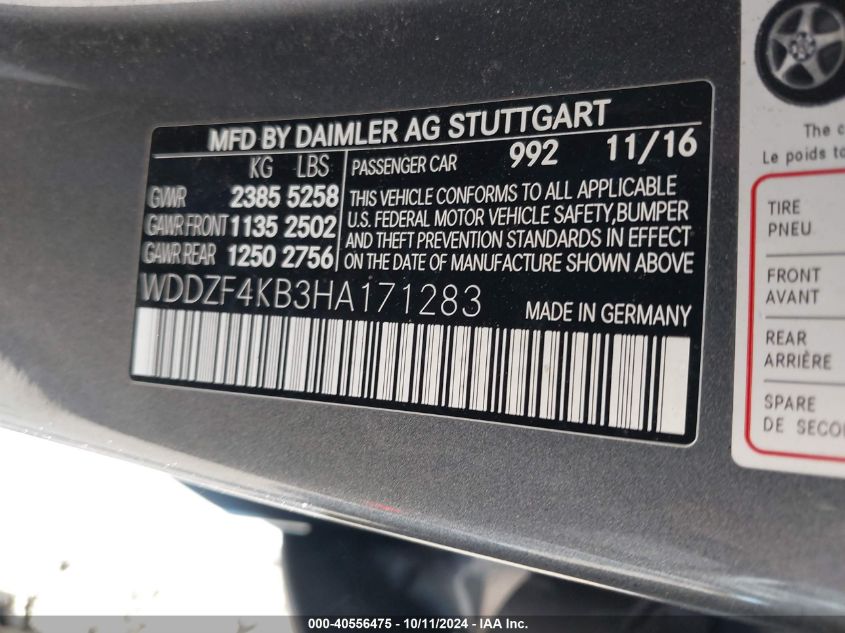 MFD BY DAIMLER AG STUTTGART
KG LBS
GVWR 2385 5258
GAWR FRONT 1135 2502
GAWR REAR 1250 2756
PASSENGER CAR 992 11/16
THIS VEHICLE CONFORMS TO ALL APPLICABLE
U.S. FEDERAL MOTOR VEHICLE SAFETY, BUMPER
AND THEFT PREVENTION STANDARDS IN EFFECT
ON THE DATE OF MANUFACTURE SHOWN ABOVE
WDDZF4KB3HA171283 MADE IN GERMANY
The c
Le poids to
TIRE
PNEU
FRONT
AVANT
REAR
ARRIÈRE
SPARE
DE SECOU
000-40556475 - 10/11/2024 - IAA Inc.